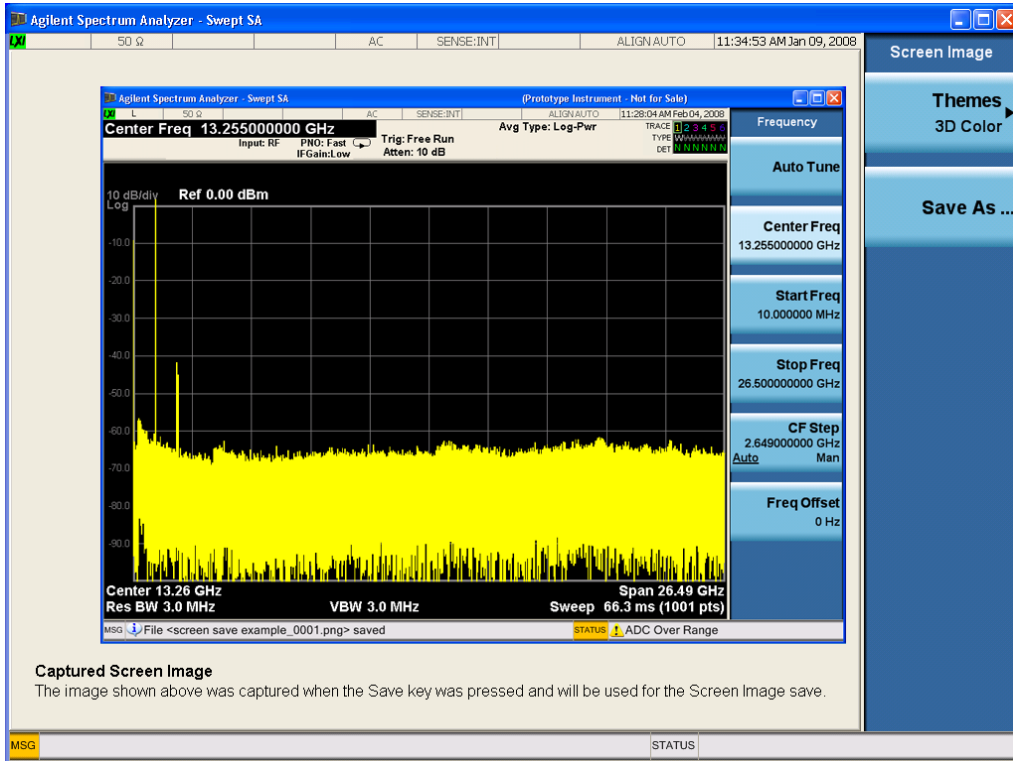 Agilent Spectrum Analyzer - Swept SA
LXI 50 Ω AC SENSE:INT ALIGN AUTO 11:34:53 AM Jan 09, 2008
Agilent Spectrum Analyzer - Swept SA (Prototype Instrument - Not for Sale)
LXI L 50 Ω AC SENSE:INT ALIGN AUTO 11:28:04 AM Feb 04, 2008
Center Freq 13.255000000 GHz
Input: RF
PNO: Fast
IFGain:Low
Trig: Free Run
Atten: 10 dB
Avg Type: Log-Pwr
TRACE 1 2 3 4 5 6
TYPE WWWWWW
DET N N N N N N
10 dB/div Ref 0.00 dBm
Log
-10.0
-20.0
-30.0
-40.0
-50.0
-60.0
-70.0
-80.0
-90.0
Center 13.26 GHz Span 26.49 GHz
Res BW 3.0 MHz VBW 3.0 MHz Sweep 66.3 ms (1001 pts)
MSG File <screen save example_0001.png> saved STATUS ADC Over Range
Frequency
Auto Tune
Center Freq
13.255000000 GHz
Start Freq
10.000000 MHz
Stop Freq
26.500000000 GHz
CF Step
2.649000000 GHz
Auto Man
Freq Offset
0 Hz
Captured Screen Image
The image shown above was captured when the Save key was pressed and will be used for the Screen Image save.
Screen Image
Themes
3D Color
Save As ...
MSG STATUS